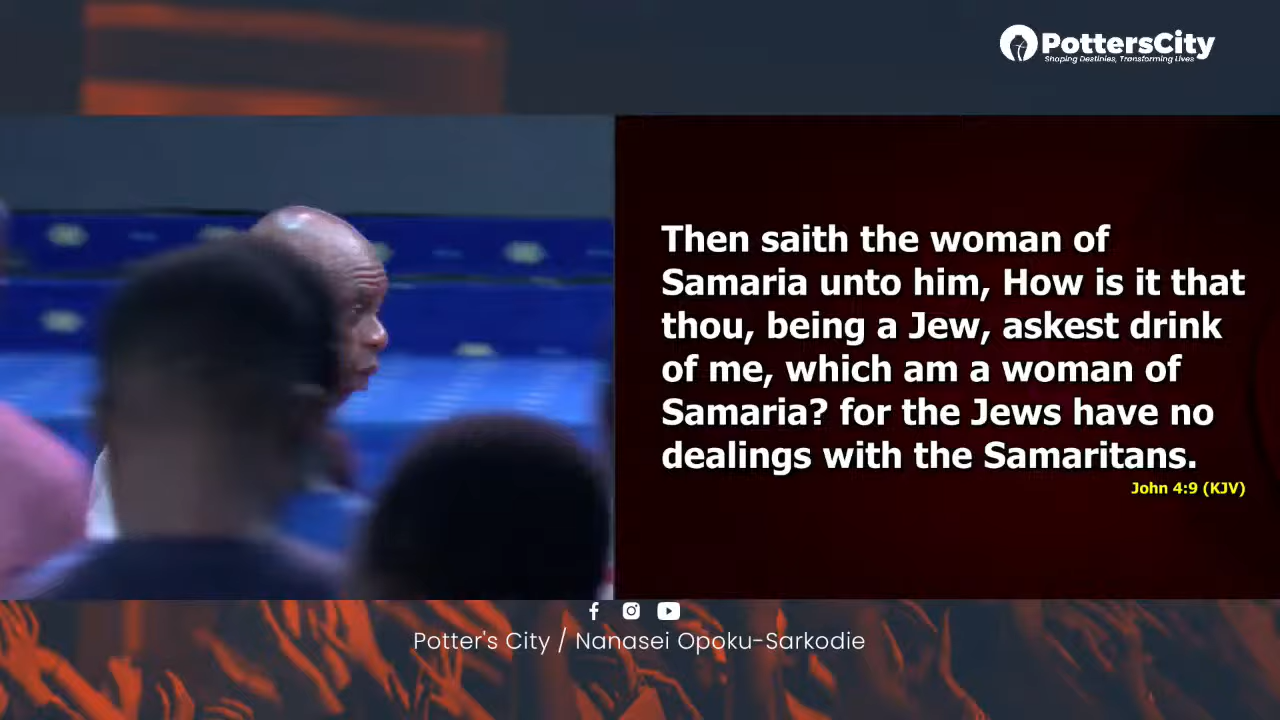 PottersCity
Shaping Destinies, Transforming Lives
Then saith the woman of
Samaria unto him, How is it that
thou, being a Jew, askest drink
of me, which am a woman of
Samaria? for the Jews have no
dealings with the Samaritans.
John 4:9 (KJV)
Potter's City / Nanasei Opoku-Sarkodie